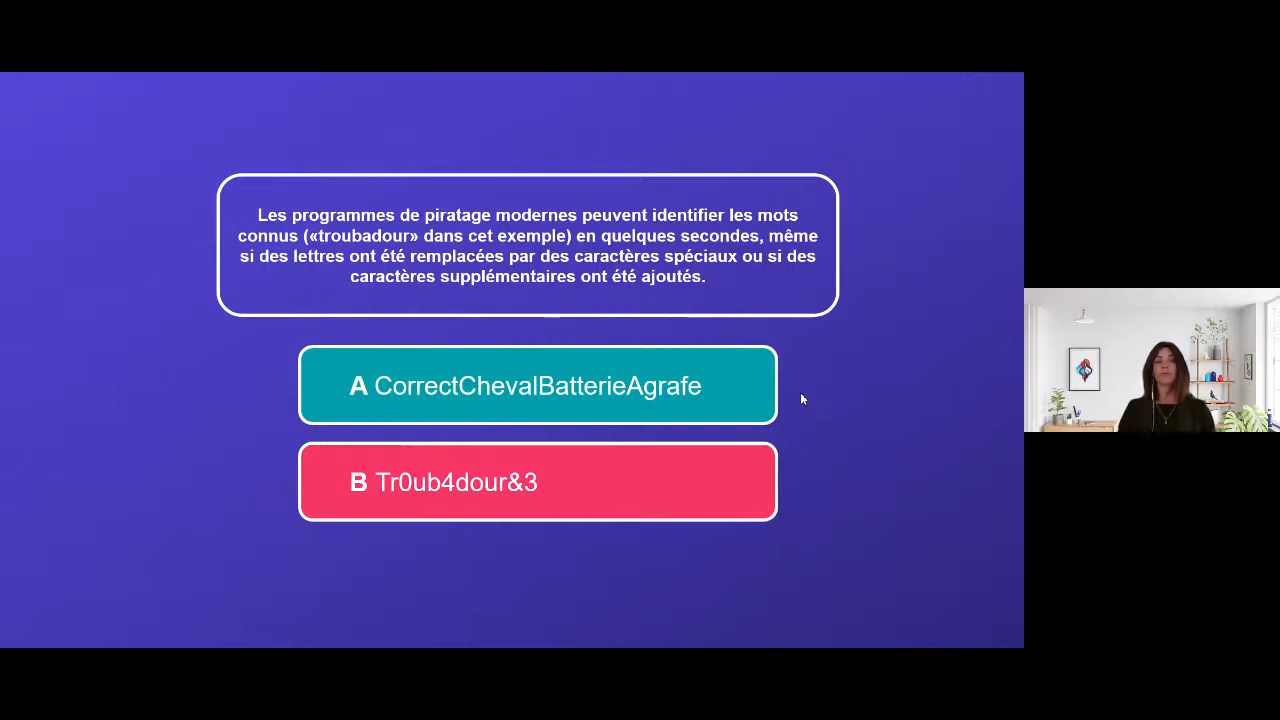 Les programmes de piratage modernes peuvent identifier les mots
connus («troubadour» dans cet exemple) en quelques secondes, même
si des lettres ont été remplacées par des caractères spéciaux ou si des
caractères supplémentaires ont été ajoutés.
A CorrectChevalBatterieAgrafe
B Tr0ub4dour&3